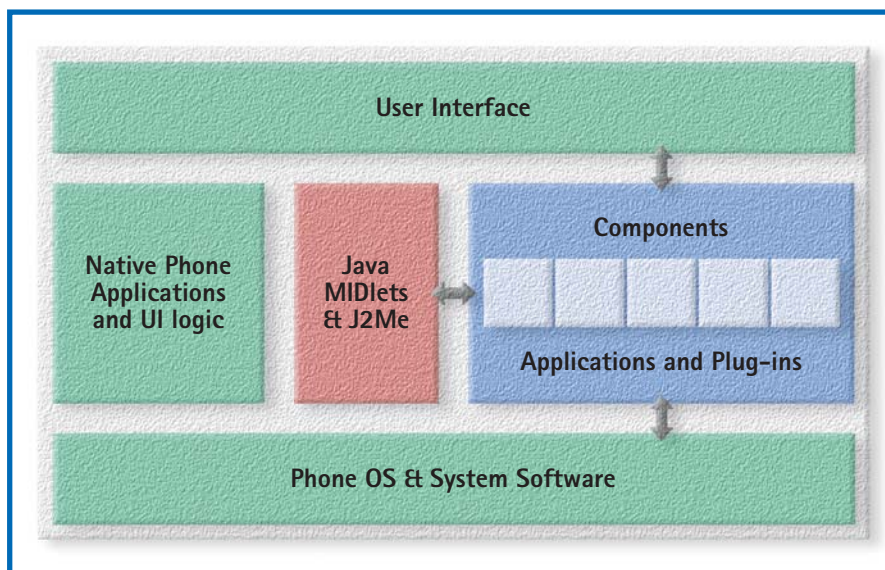 User Interface
Native Phone
Applications
and UI logic
Java
MIDlets
& J2Me
Components
Applications and Plug-ins
Phone OS & System Software